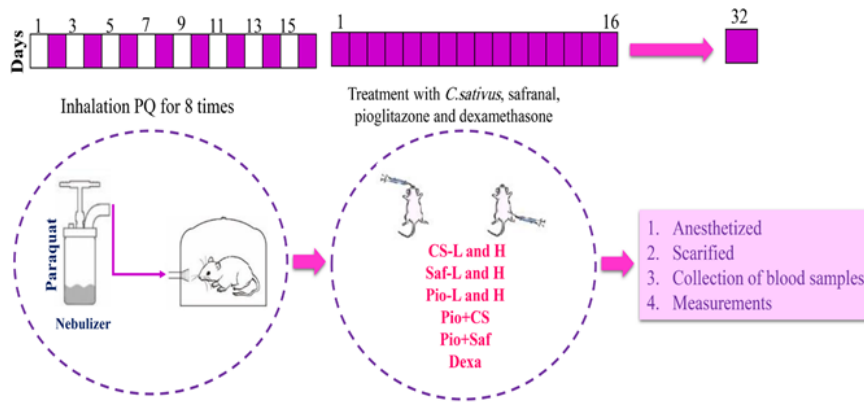 Days
1 3 5 7 9 11 13 15
1 16
32
Inhalation PQ for 8 times
Treatment with C.sativus, safranal,
pioglitazone and dexamethasone
Paraquat
Nebulizer
CS-L and H
Saf-L and H
Pio-L and H
Pio+CS
Pio+Saf
Dexa
1. Anesthetized
2. Scarified
3. Collection of blood samples
4. Measurements